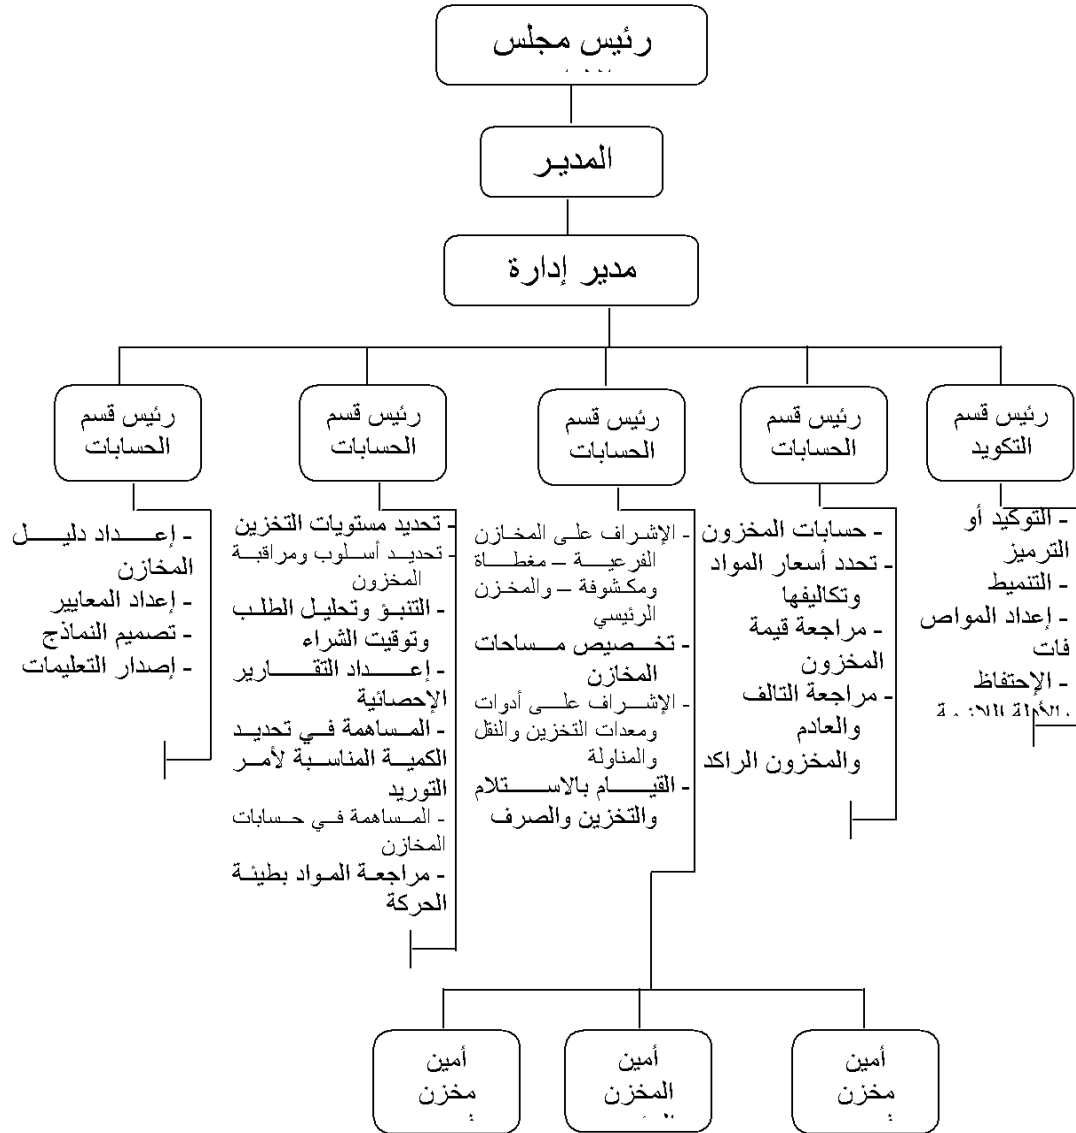 رئيس مجلس
المدير
مدير إدارة
رئيس قسم
التكويد
رئيس قسم
الحسابات
رئيس قسم
الحسابات
رئيس قسم
الحسابات
رئيس قسم
الحسابات
- التوكيد أو
الترميز
- التنميط
- إعداد المواص
فات
- الإحتفاظ
- حسابات المخزون
- تحدد أسعار المواد
وتكاليفها
- مراجعة قيمة
المخزون
- مراجعة التالف
والعادم
والمخزون الراكد
- الإشراف على المخازن
الفرعية – مغطاة
ومكشوفة – والمخزن
الرئيسي
- تخصيص مساحات
المخازن
- الإشراف على أدوات
ومعدات التخزين والنقل
والمناولة
- القيام بالاستلام
والتخزين والصرف
- تحديد مستويات التخزين
- تحديد أسلوب ومراقبة
المخزون
- التنبؤ وتحليل الطلب
وتوقيت الشراء
- إعداد التقارير
الإحصائية
- المساهمة في تحديد
الكمية المناسبة لأمر
التوريد
- المساهمة في حسابات
المخازن
- مراجعة المواد بطيئة
الحركة
- إعداد دليل
المخازن
- إعداد المعايير
- تصميم النماذج
- إصدار التعليمات
أمين
مخزن
أمين
المخزن
أمين
مخزن